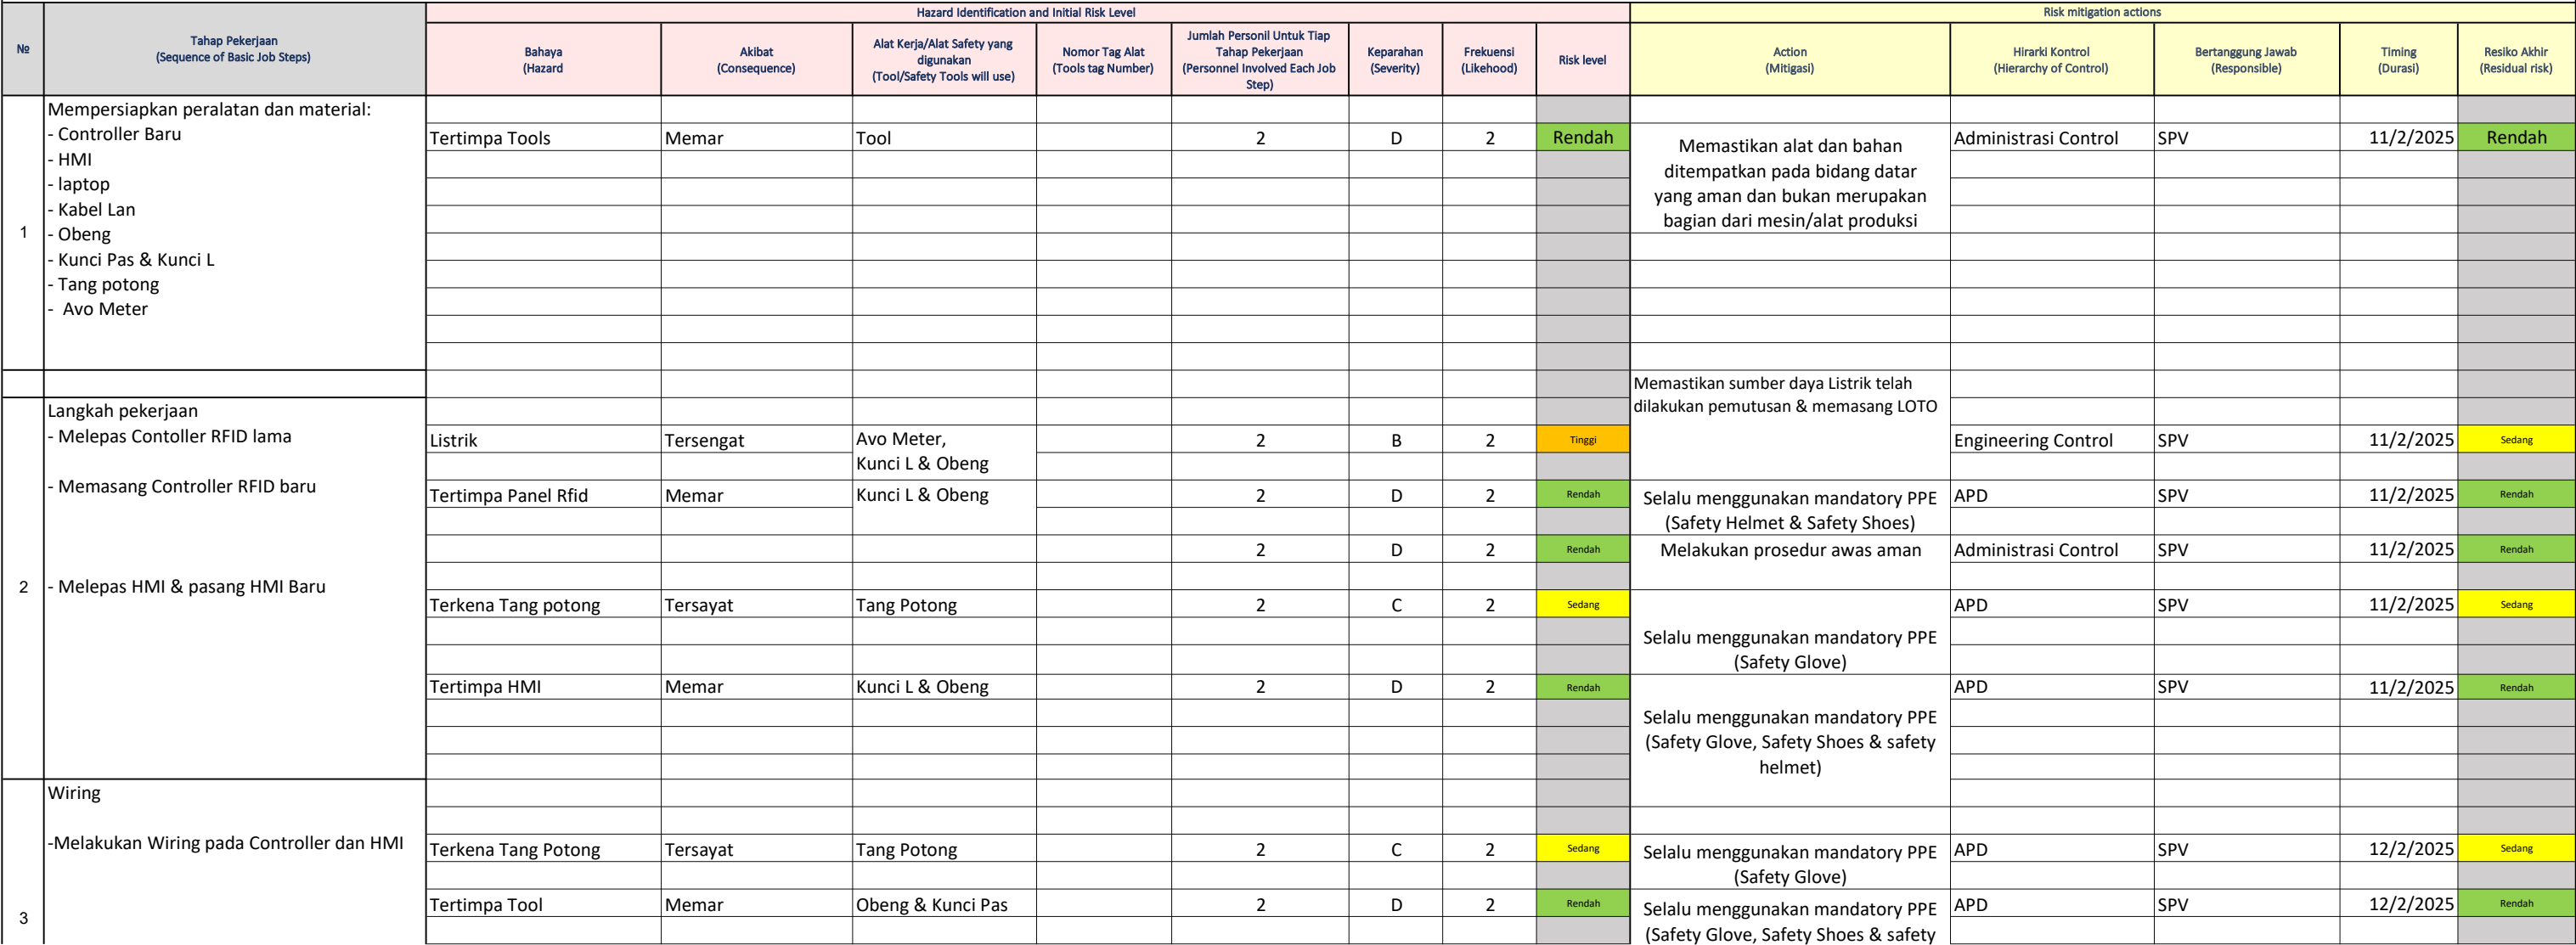 Hazard Identification and Initial Risk Level
Risk mitigation actions
№
Tahap Pekerjaan
(Sequence of Basic Job Steps)
Bahaya
(Hazard
Akibat
(Consequence)
Alat Kerja/Alat Safety yang
digunakan
(Tool/Safety Tools will use)
Nomor Tag Alat
(Tools tag Number)
Jumlah Personil Untuk Tiap
Tahap Pekerjaan
(Personnel Involved Each Job
Step)
Keparahan
(Severity)
Frekuensi
(Likehood)
Risk level
Action
(Mitigasi)
Hirarki Kontrol
(Hierarchy of Control)
Bertanggung Jawab
(Responsible)
Timing
(Durasi)
Resiko Akhir
(Residual risk)
1
Mempersiapkan peralatan dan material:
- Controller Baru
- HMI
- laptop
- Kabel Lan
- Obeng
- Kunci Pas & Kunci L
- Tang potong
- Avo Meter
Tertimpa Tools
Memar
Tool
2
D
2
Rendah
Memastikan alat dan bahan
ditempatkan pada bidang datar
yang aman dan bukan merupakan
bagian dari mesin/alat produksi
Administrasi Control
SPV
11/2/2025
Rendah
2
Langkah pekerjaan
- Melepas Contoller RFID lama
- Memasang Controller RFID baru
- Melepas HMI & pasang HMI Baru
Listrik
Tersengat
Avo Meter,
Kunci L & Obeng
2
B
2
Tinggi
Memastikan sumber daya Listrik telah
dilakukan pemutusan & memasang LOTO
Engineering Control
SPV
11/2/2025
Sedang
Tertimpa Panel Rfid
Memar
Kunci L & Obeng
2
D
2
Rendah
Selalu menggunakan mandatory PPE
(Safety Helmet & Safety Shoes)
APD
SPV
11/2/2025
Rendah
2
D
2
Rendah
Melakukan prosedur awas aman
Administrasi Control
SPV
11/2/2025
Rendah
Terkena Tang potong
Tersayat
Tang Potong
2
C
2
Sedang
Selalu menggunakan mandatory PPE
(Safety Glove)
APD
SPV
11/2/2025
Sedang
Tertimpa HMI
Memar
Kunci L & Obeng
2
D
2
Rendah
Selalu menggunakan mandatory PPE
(Safety Glove, Safety Shoes & safety
helmet)
APD
SPV
11/2/2025
Rendah
3
Wiring
-Melakukan Wiring pada Controller dan HMI
Terkena Tang Potong
Tersayat
Tang Potong
2
C
2
Sedang
Selalu menggunakan mandatory PPE
(Safety Glove)
APD
SPV
12/2/2025
Sedang
Tertimpa Tool
Memar
Obeng & Kunci Pas
2
D
2
Rendah
Selalu menggunakan mandatory PPE
(Safety Glove, Safety Shoes & safety
APD
SPV
12/2/2025
Rendah